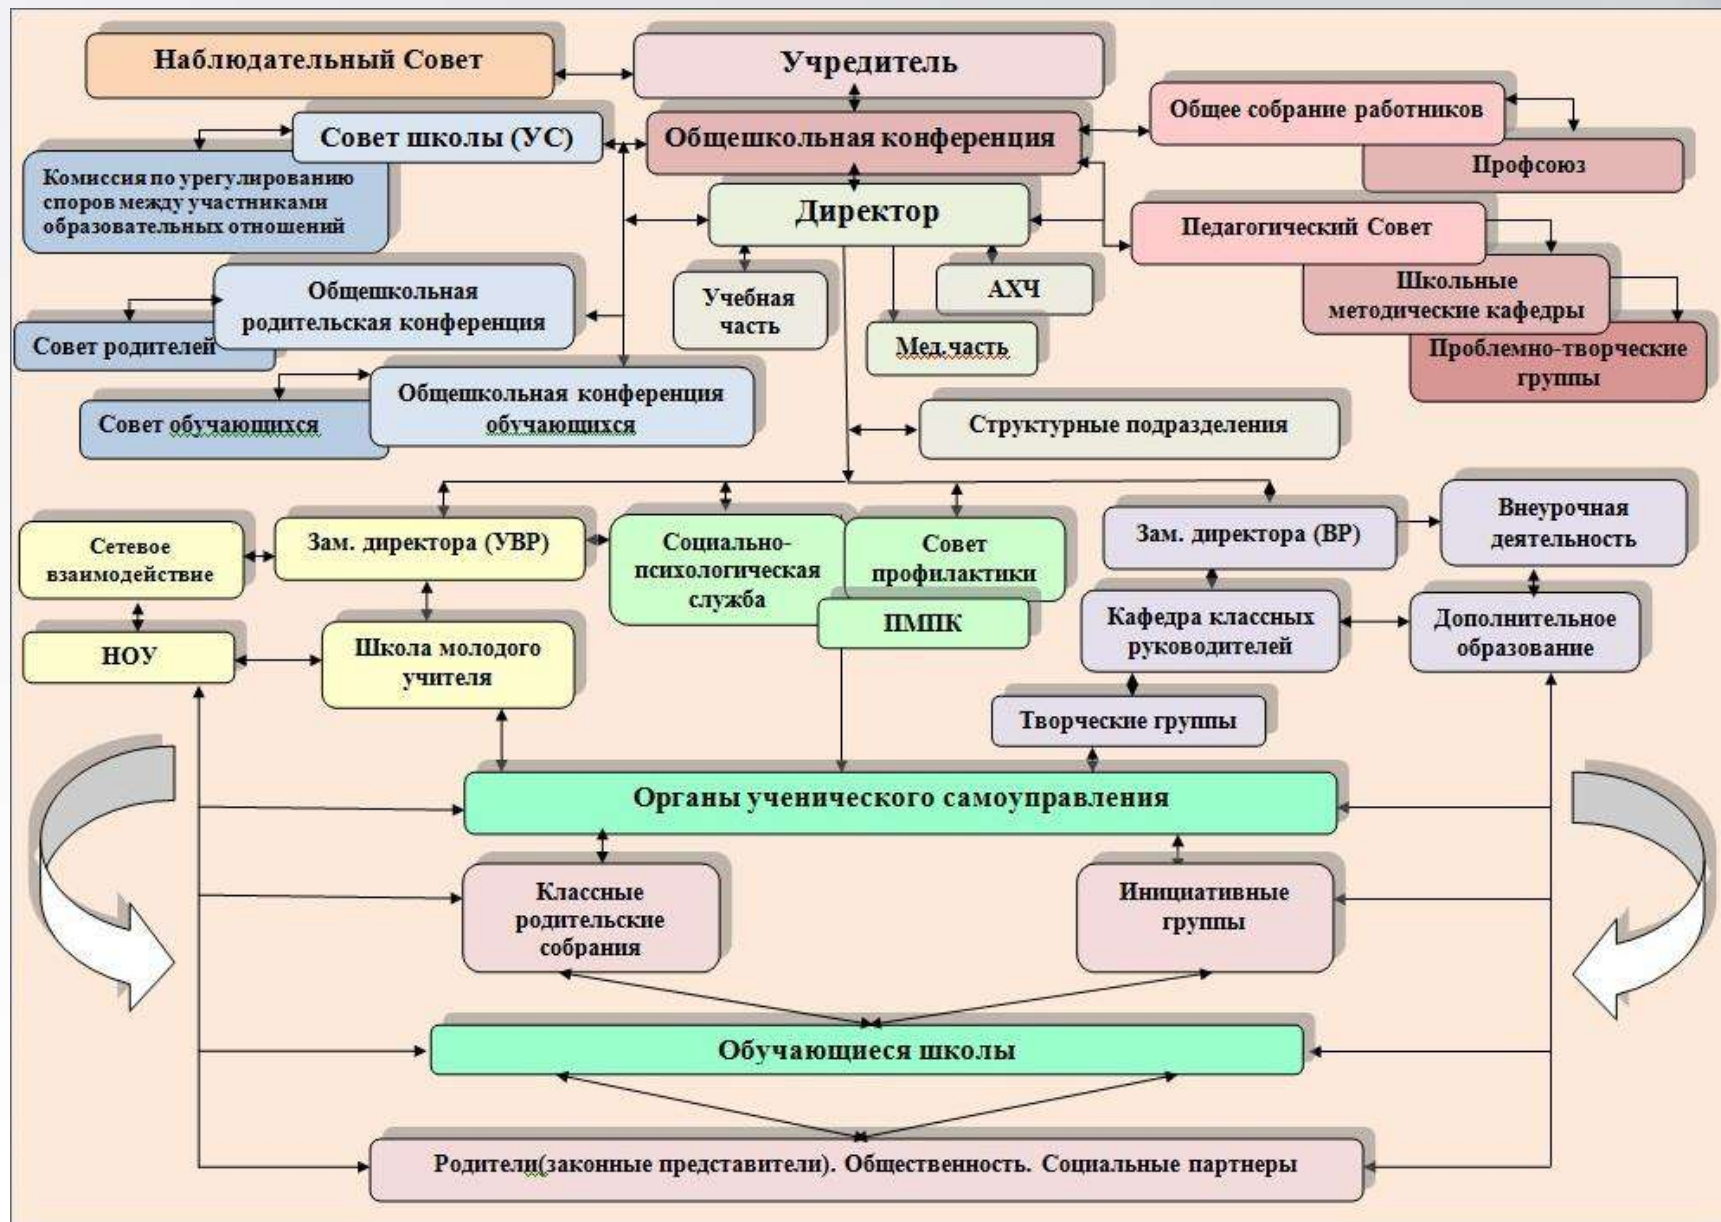 Наблюдательный Совет
Учредитель
Общее собрание работников
Совет школы (УС)
Общешкольная конференция
Профсоюз
Комиссия по урегулированию
споров между участниками
образовательных отношений
Директор
Педагогический Совет
Общешкольная
родительская конференция
Совет родителей
Учебная
часть
АХЧ
Мед.часть
Школьные
методические кафедры
Проблемно-творческие
группы
Общешкольная конференция
обучающихся
Совет обучающихся
Структурные подразделения
Сетевое
взаимодействие
Зам. директора (УВР)
Социально-
психологическая
служба
Совет
профилактики
ПМПК
Зам. директора (ВР)
Внеурочная
деятельность
НОУ
Школа молодого
учителя
Кафедра классных
руководителей
Дополнительное
образование
Творческие группы
Органы ученического самоуправления
Классные
родительские
собрания
Инициативные
группы
Обучающиеся школы
Родители(законные представители). Общественность. Социальные партнеры